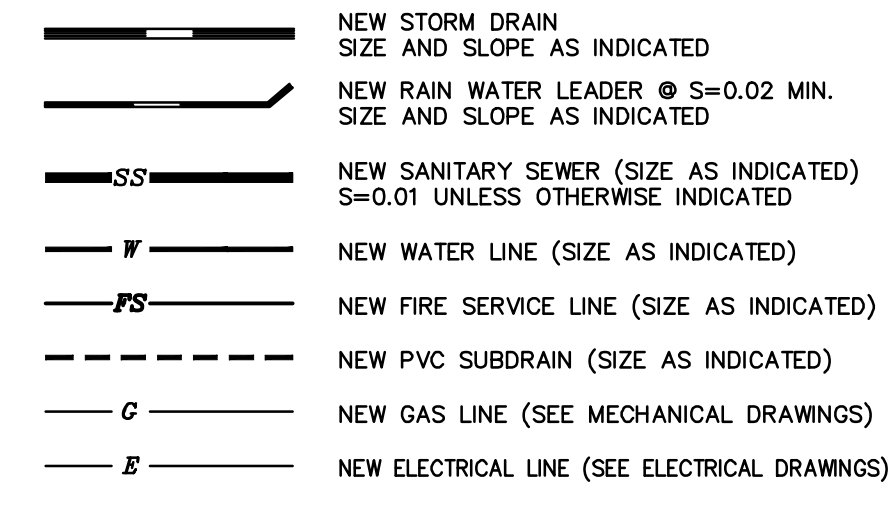 NEW STORM DRAIN
SIZE AND SLOPE AS INDICATED
NEW RAIN WATER LEADER @ S=0.02 MIN.
SIZE AND SLOPE AS INDICATED
SS NEW SANITARY SEWER (SIZE AS INDICATED)
S=0.01 UNLESS OTHERWISE INDICATED
W NEW WATER LINE (SIZE AS INDICATED)
FS NEW FIRE SERVICE LINE (SIZE AS INDICATED)
NEW PVC SUBDRAIN (SIZE AS INDICATED)
G NEW GAS LINE (SEE MECHANICAL DRAWINGS)
E NEW ELECTRICAL LINE (SEE ELECTRICAL DRAWINGS)